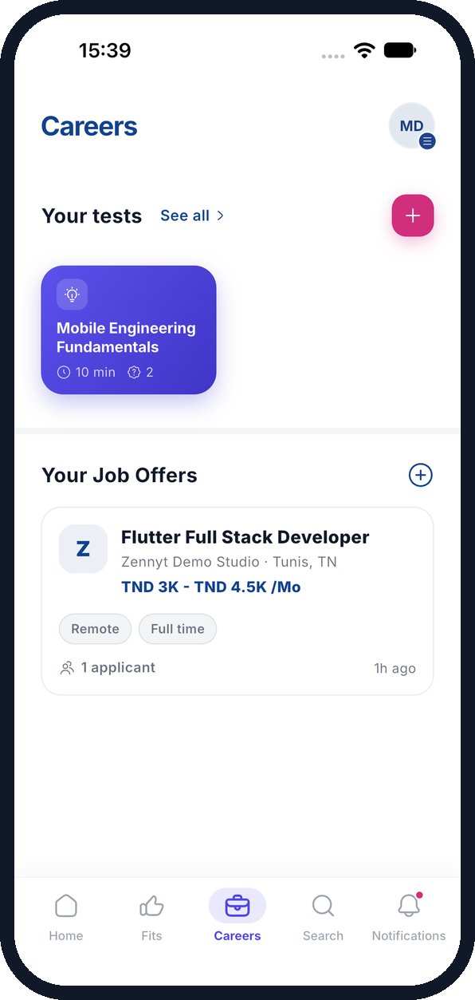 15:39
Careers
MD
Your tests
See all
Mobile Engineering
Fundamentals
10 min
2
Your Job Offers
Z
Flutter Full Stack Developer
Zennyt Demo Studio · Tunis, TN
TND 3K - TND 4.5K /Mo
Remote
Full time
1 applicant
1h ago
Home
Fits
Careers
Search
Notifications